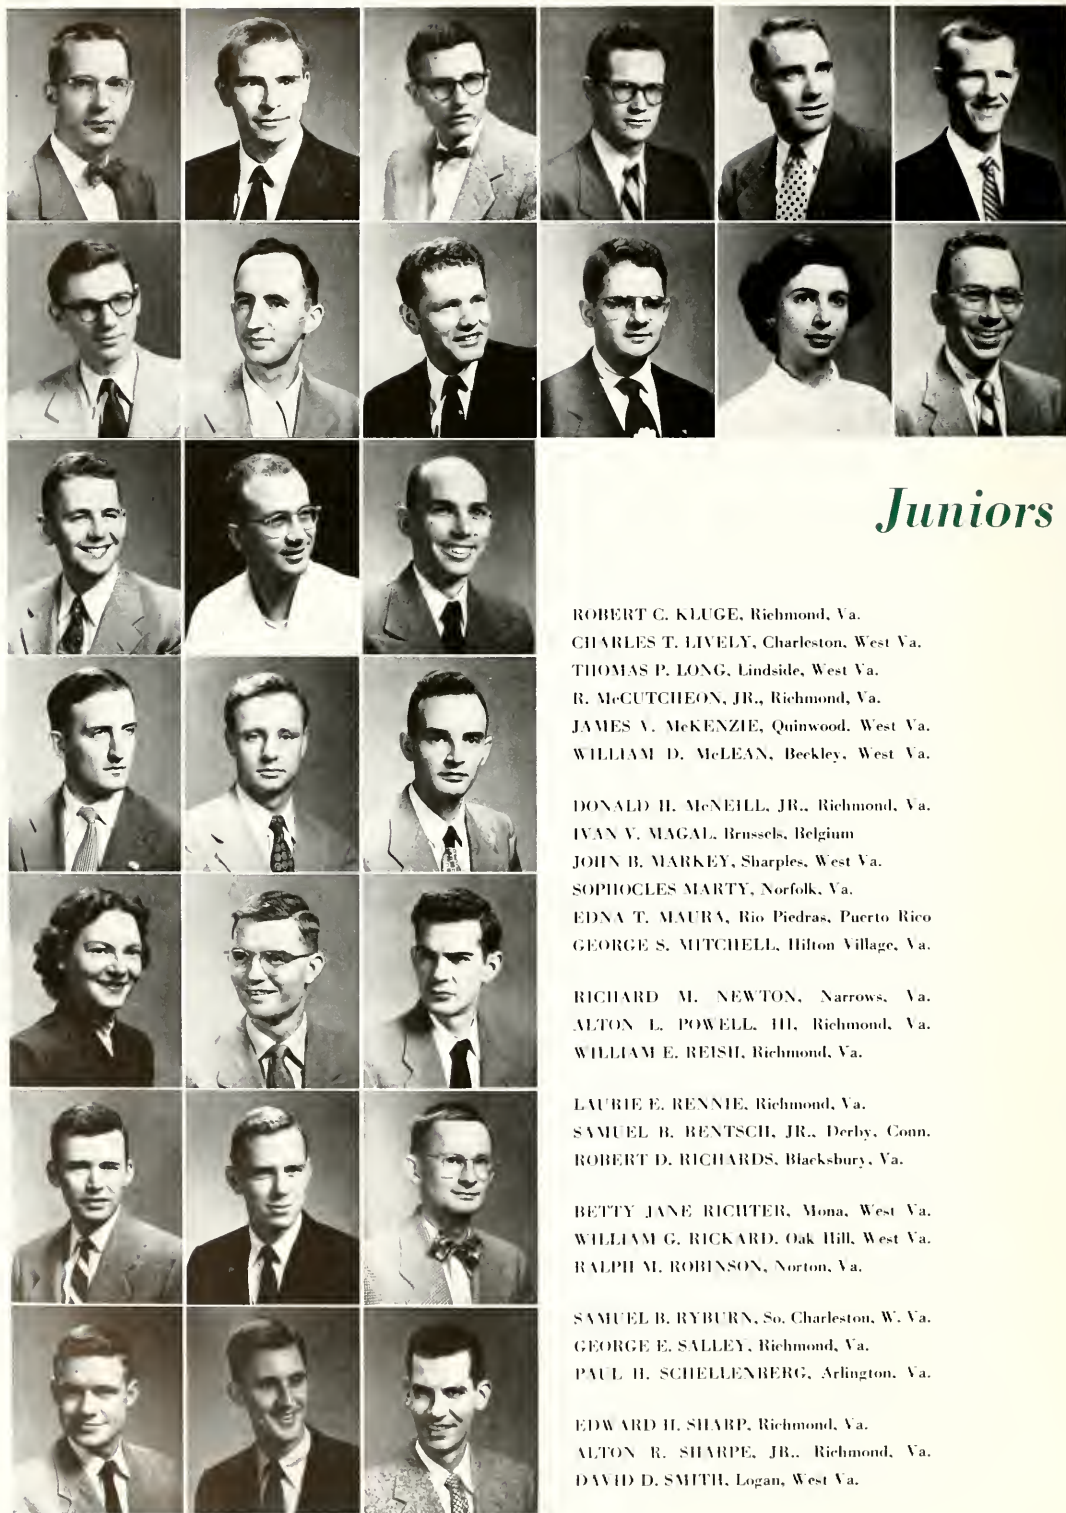 Juniors
ROBERT C. KLUGE, Richmond, Va.
CHARLES T. LIVELY, Charleston, West Va.
THOMAS P. LONG, Lindside, West Va.
R. McCUTCHEON, JR., Richmond, Va.
JAMES V. McKENZIE, Quinwood, West Va.
WILLIAM D. McLEAN, Beckley, West Va.
DONALD H. McNEILL, JR., Richmond, Va.
IVAN V. MAGAL, Brussels, Belgium
JOHN B. MARKEY, Sharples, West Va.
SOPHOCLES MARTY, Norfolk, Va.
EDNA T. MAURA, Rio Piedras, Puerto Rico
GEORGE S. MITCHELL, Hilton Village, Va.
RICHARD M. NEWTON, Narrows, Va.
ALTON L. POWELL, III, Richmond, Va.
WILLIAM E. REISH, Richmond, Va.
LAURIE E. RENNIE, Richmond, Va.
SAMUEL B. RENTSCH, JR., Derby, Conn.
ROBERT D. RICHARDS, Blacksbury, Va.
BETTY JANE RICHTER, Mona, West Va.
WILLIAM G. RICKARD, Oak Hill, West Va.
RALPH M. ROBINSON, Norton, Va.
SAMUEL B. RYBURN, So. Charleston, W. Va.
GEORGE E. SALLEY, Richmond, Va.
PAUL H. SCHELLENBERG, Arlington, Va.
EDWARD H. SHARP, Richmond, Va.
ALTON R. SHARPE, JR., Richmond, Va.
DAVID D. SMITH, Logan, West Va.